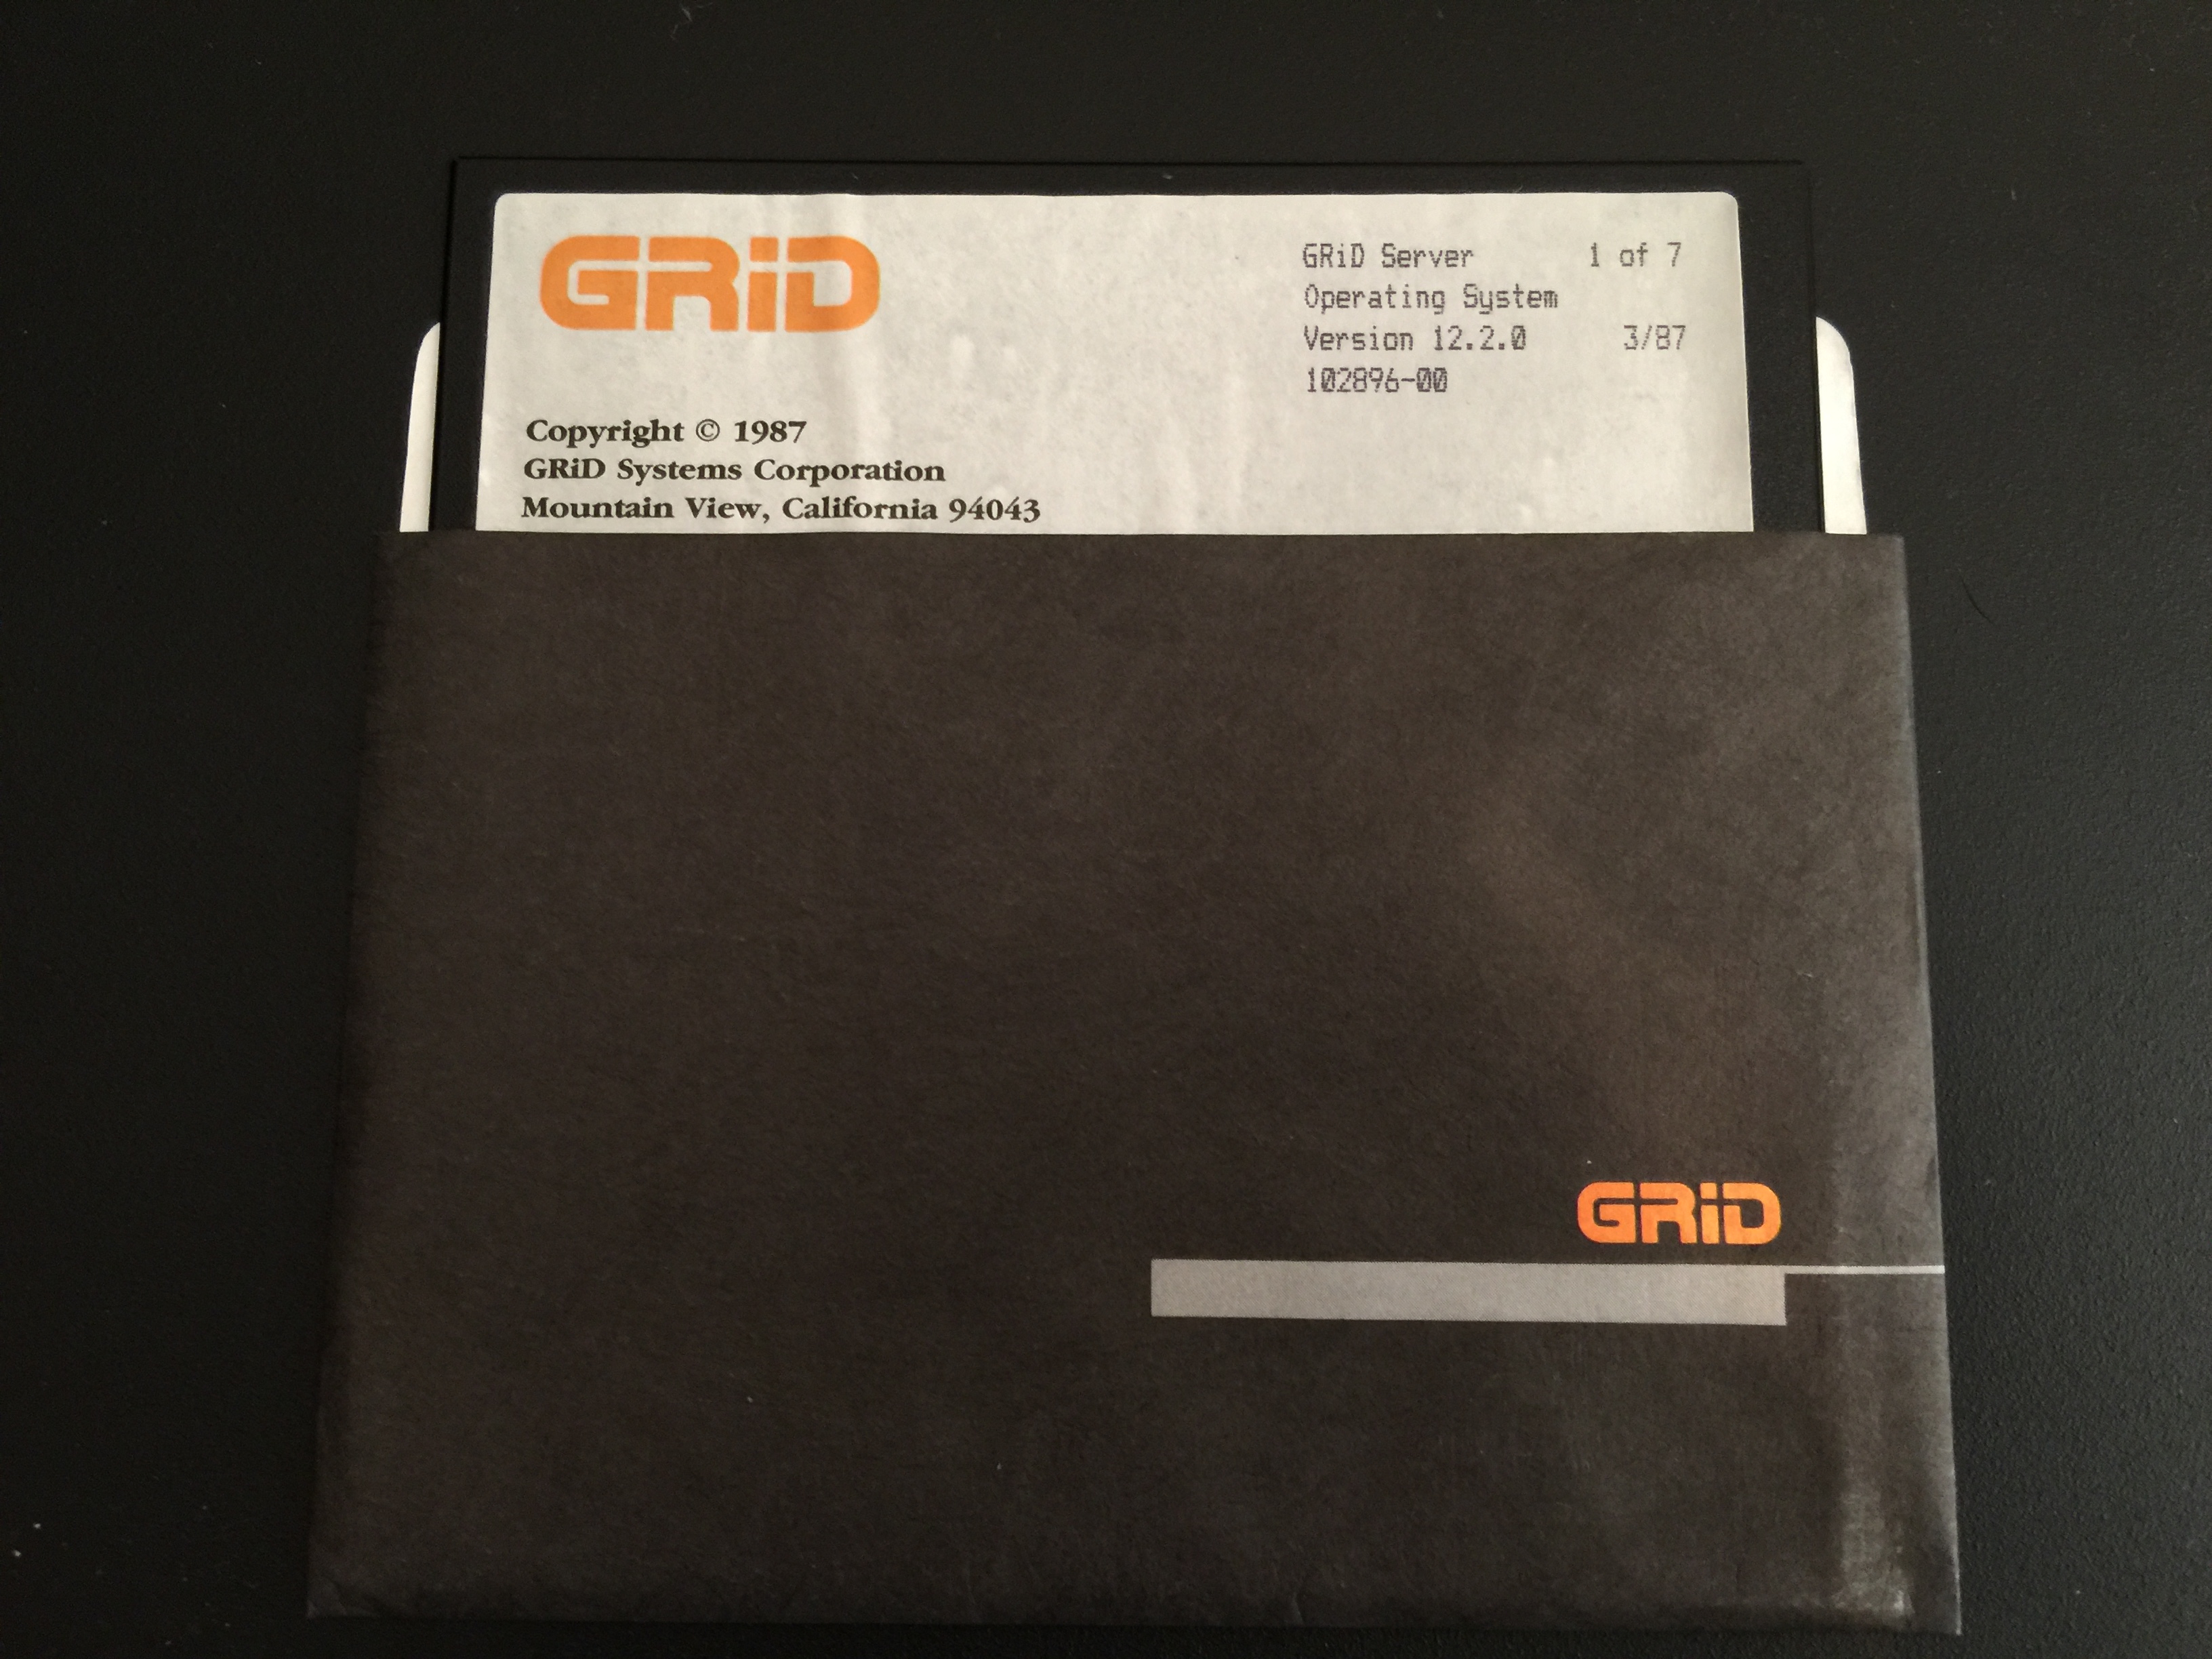 GRiD
GRiD Server 1 of 7
Operating System
Version 12.2.0 3/87
102896-00
Copyright © 1987
GRiD Systems Corporation
Mountain View, California 94043
GRiD